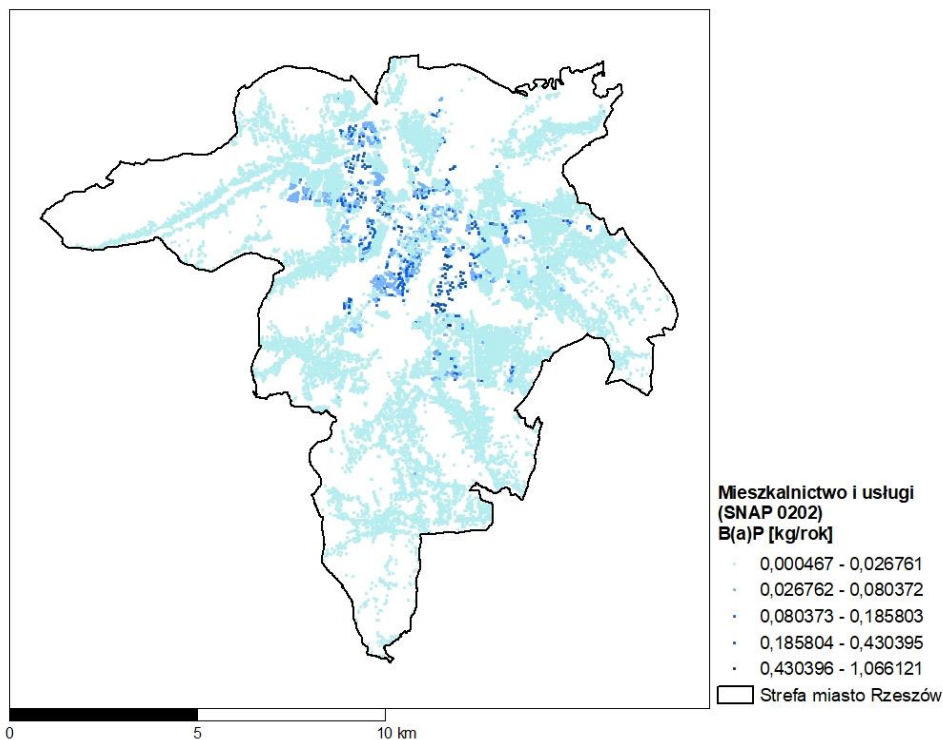 Mieszkalnictwo i usługi
(SNAP 0202)
B(a)P [kg/rok]
0,000467 - 0,026761
0,026762 - 0,080372
0,080373 - 0,185803
0,185804 - 0,430395
0,430396 - 1,066121
Strefa miasto Rzeszów
0 5 10 km